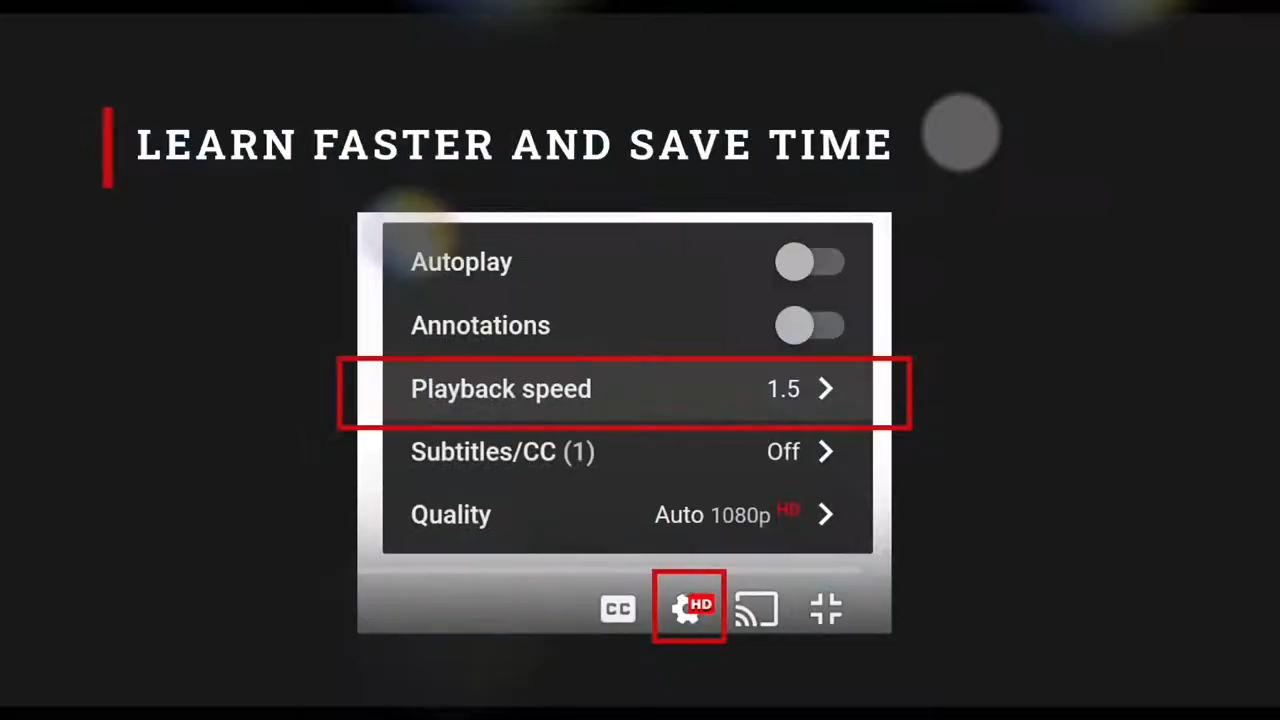 LEARN FASTER AND SAVE TIME
Autoplay
Annotations
Playback speed 1.5
Subtitles/CC (1) Off
Quality Auto 1080p HD
CC HD